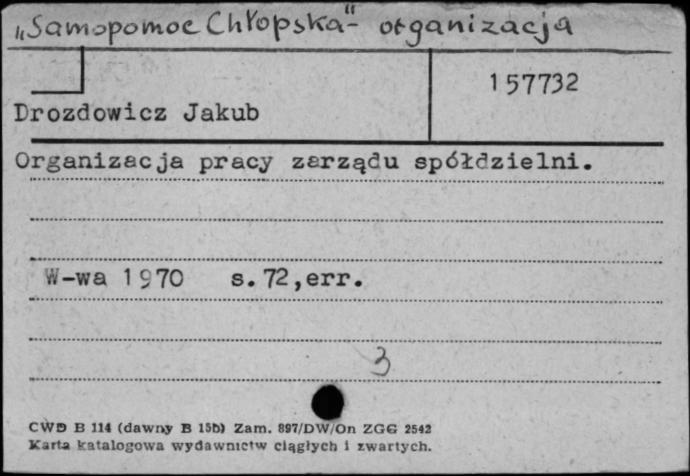 „Samopomoc Chłopska"- organizacja
157732
Drozdowicz Jakub
Organizacja pracy zarządu spółdzielni.
W-wa 1970 s.72,err.
3
CWD B 114 (dawny B 15b) Zam. 897/DW/On ZGG 2542
Karta katalogowa wydawnictw ciągłych i zwartych.